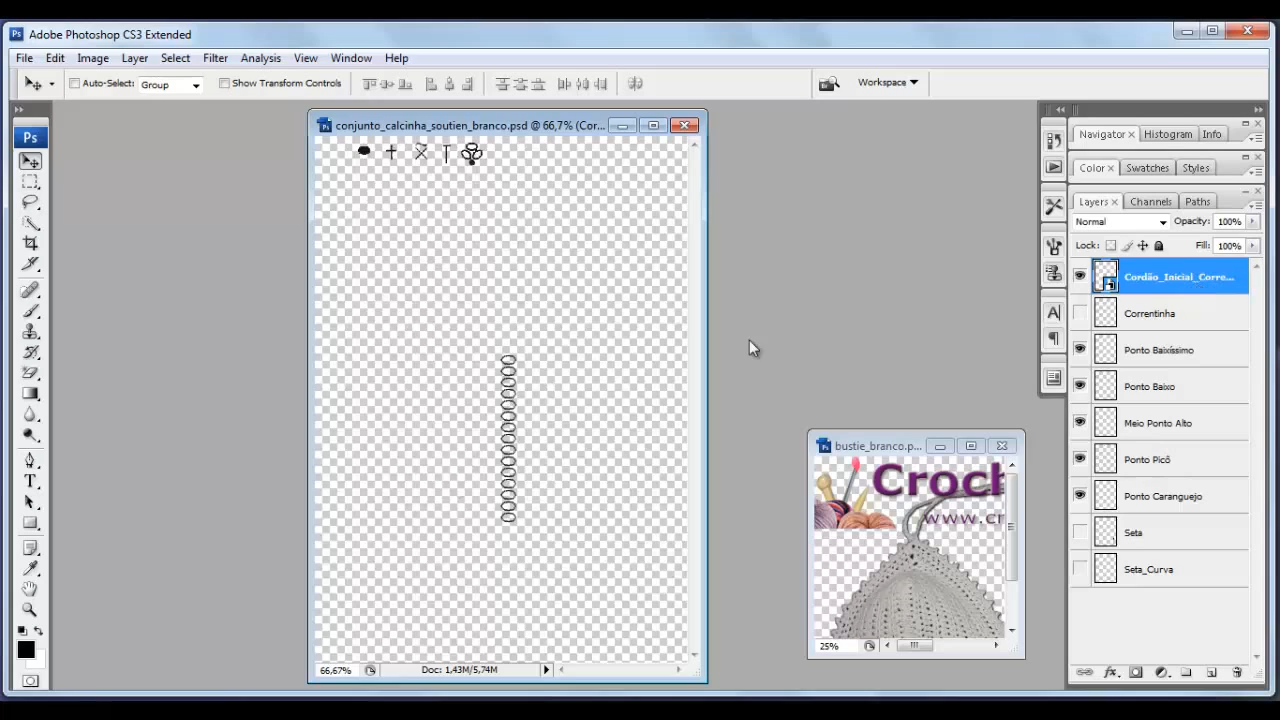 Adobe Photoshop CS3 Extended
File Edit Image Layer Select Filter Analysis View Window Help
Auto-Select: Group Show Transform Controls Workspace
Ps
conjunto_calcinha_soutien_branco.psd @ 66,7% (Cor...
66,67% Doc: 1,43M/5,74M
bustie_branco.p...
Croch
www.cr
25%
Navigator Histogram Info
Color Swatches Styles
Layers Channels Paths
Normal Opacity: 100%
Lock: Fill: 100%
Cordão_Inicial_Corre...
Correntinha
Ponto Baixíssimo
Ponto Baixo
Meio Ponto Alto
Ponto Picô
Ponto Caranguejo
Seta
Seta_Curva